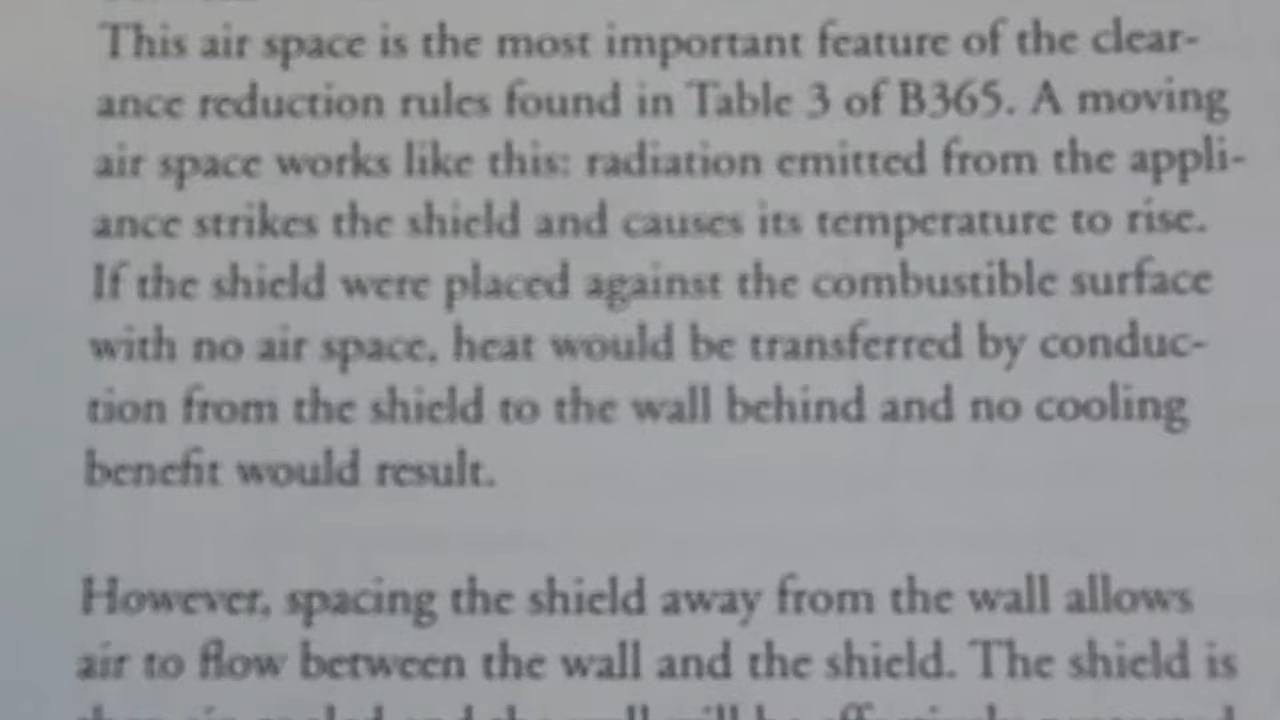 This air space is the most important feature of the clear-
ance reduction rules found in Table 3 of B365. A moving
air space works like this: radiation emitted from the appli-
ance strikes the shield and causes its temperature to rise.
If the shield were placed against the combustible surface
with no air space, heat would be transferred by conduc-
tion from the shield to the wall behind and no cooling
benefit would result.
However, spacing the shield away from the wall allows
air to flow between the wall and the shield. The shield is